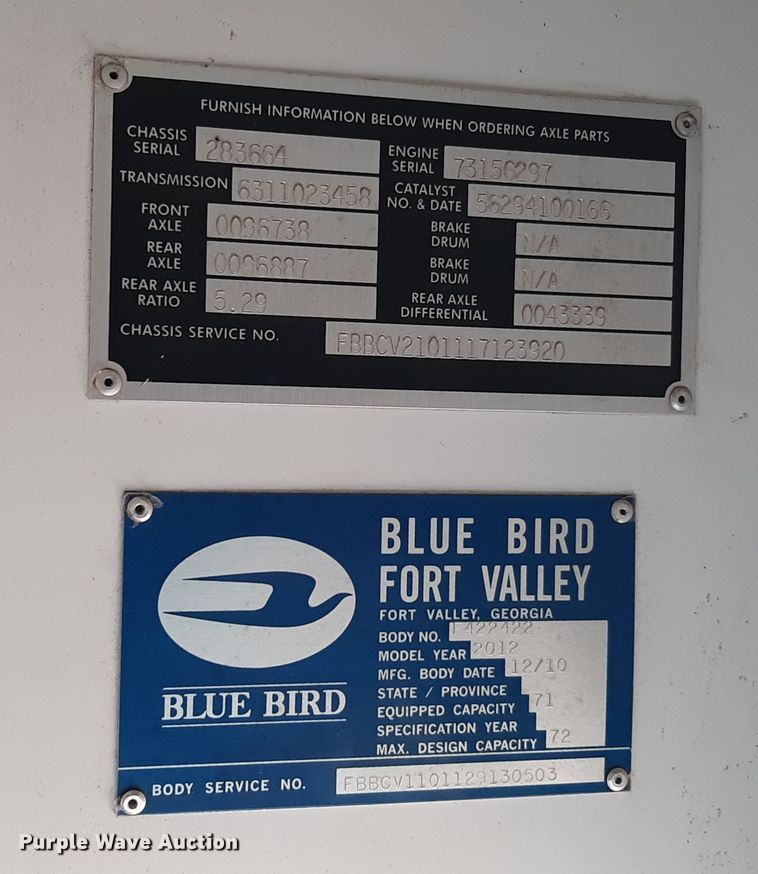 FURNISH INFORMATION BELOW WHEN ORDERING AXLE PARTS
CHASSIS SERIAL 283664 ENGINE SERIAL 73156297
TRANSMISSION 6311023458 CATALYST NO. & DATE 56294100166
FRONT AXLE 0096738 BRAKE DRUM N/A
REAR AXLE 0096887 BRAKE DRUM N/A
REAR AXLE RATIO 5.29 REAR AXLE DIFFERENTIAL 0043339
CHASSIS SERVICE NO. FBBCV2101117123920
BLUE BIRD
FORT VALLEY
FORT VALLEY, GEORGIA
BODY NO. F422422
MODEL YEAR 2012
MFG. BODY DATE 12/10
STATE / PROVINCE
EQUIPPED CAPACITY 71
SPECIFICATION YEAR
MAX. DESIGN CAPACITY 72
BLUE BIRD
BODY SERVICE NO. FBBGV1101129130503
Purple Wave Auction